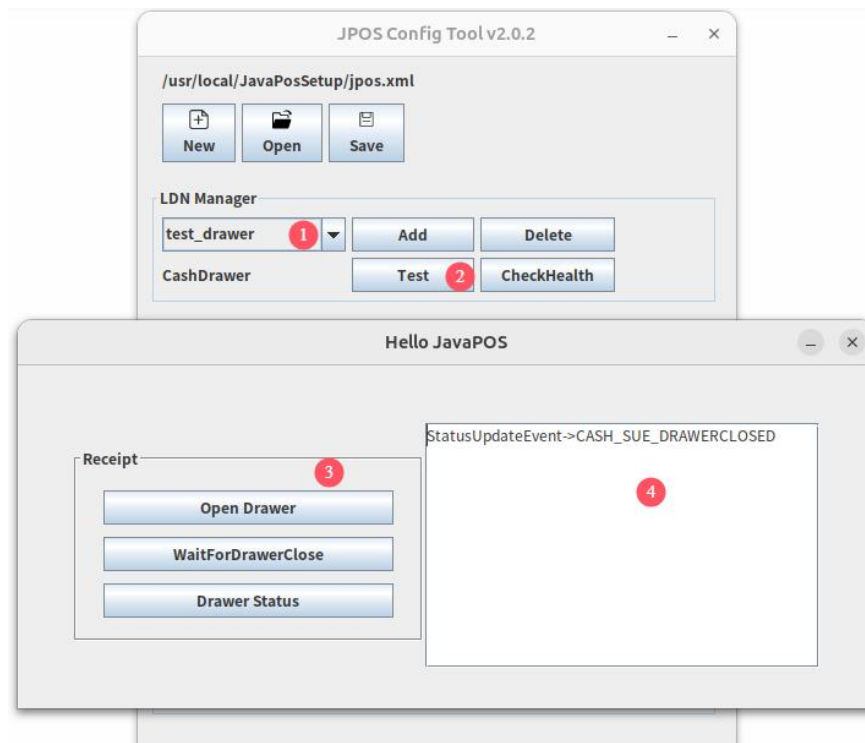 JPOS Config Tool v2.0.2
/usr/local/JavaPosSetup/jpos.xml
New Open Save
LDN Manager
test_drawer 1 Add Delete
CashDrawer Test 2 CheckHealth
Hello JavaPOS
StatusUpdateEvent->CASH_SUE_DRAWERCLOSED
Receipt 3
4
Open Drawer
WaitForDrawerClose
Drawer Status